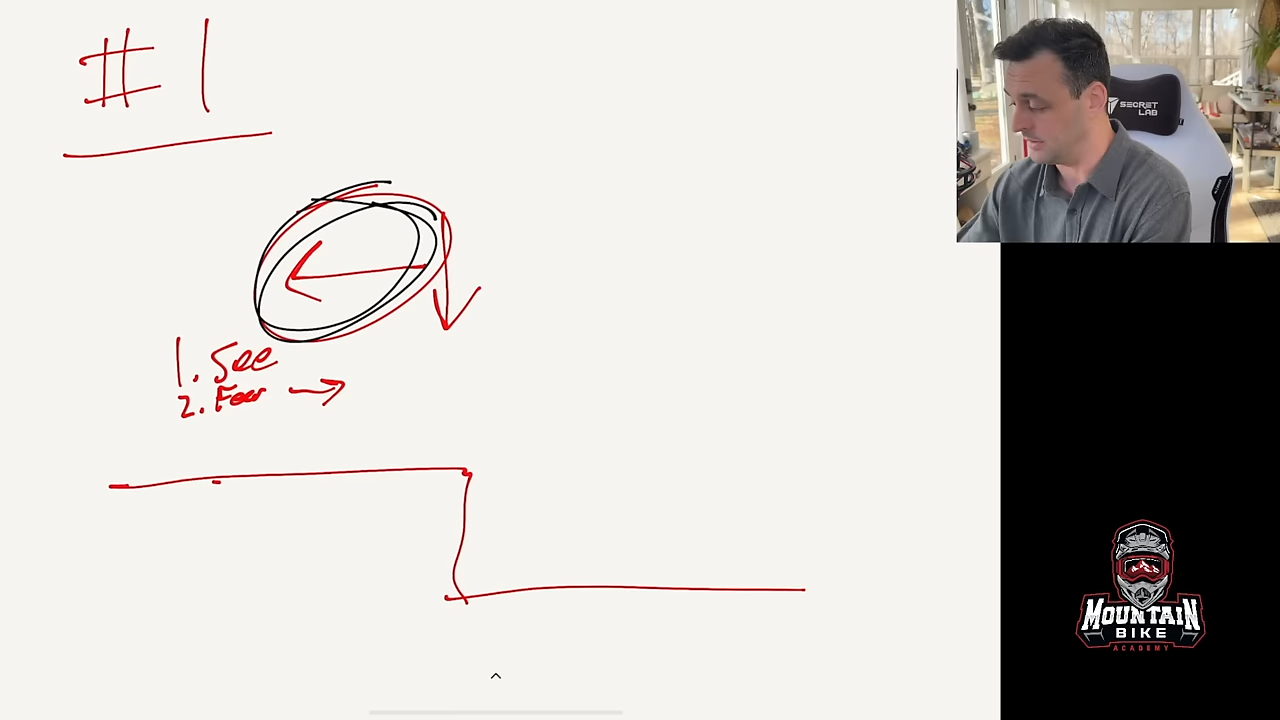 #1
SECRET
LAB
1. See
2. Fear →
MOUNTAIN
BIKE
ACADEMY